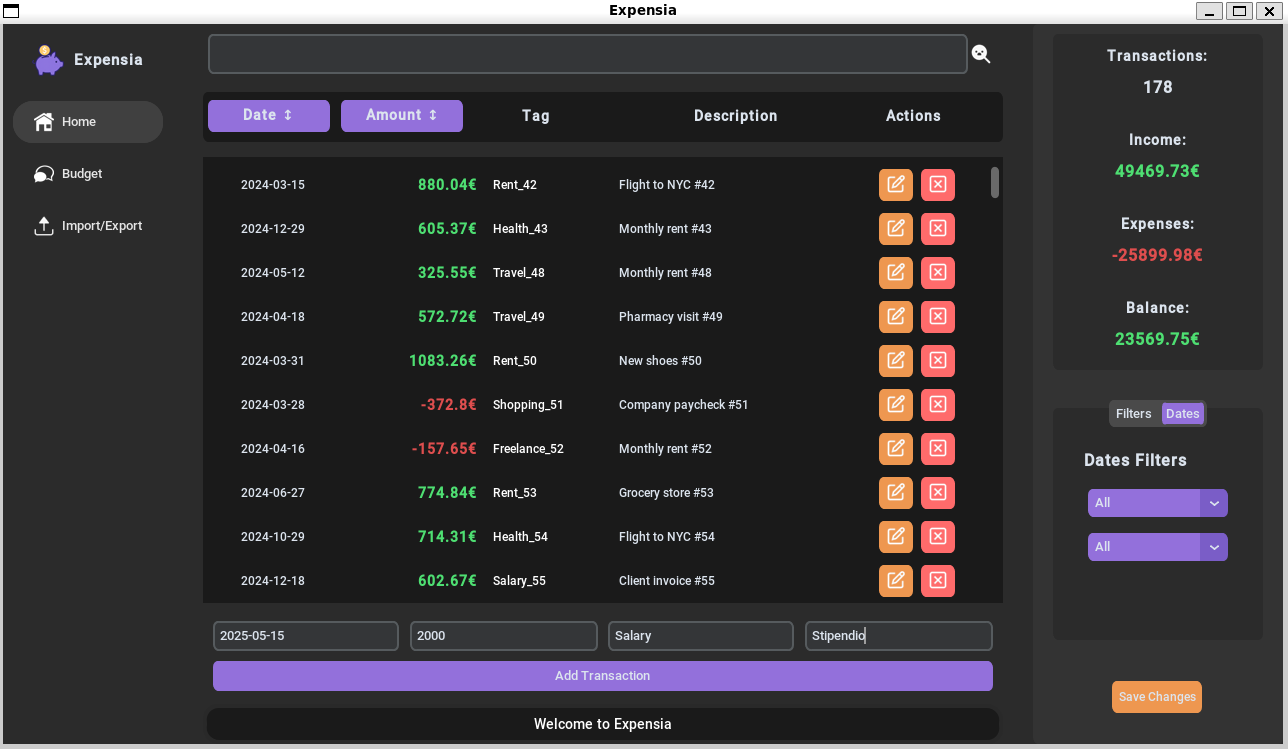 Expensia
Expensia
Home
Budget
Import/Export
Date ↕ Amount ↕ Tag Description Actions
2024-03-15 880.04€ Rent_42 Flight to NYC #42
2024-12-29 605.37€ Health_43 Monthly rent #43
2024-05-12 325.55€ Travel_48 Monthly rent #48
2024-04-18 572.72€ Travel_49 Pharmacy visit #49
2024-03-31 1083.26€ Rent_50 New shoes #50
2024-03-28 -372.8€ Shopping_51 Company paycheck #51
2024-04-16 -157.65€ Freelance_52 Monthly rent #52
2024-06-27 774.84€ Rent_53 Grocery store #53
2024-10-29 714.31€ Health_54 Flight to NYC #54
2024-12-18 602.67€ Salary_55 Client invoice #55
2025-05-15 2000 Salary Stipendio
Add Transaction
Welcome to Expensia
Transactions:
178
Income:
49469.73€
Expenses:
-25899.98€
Balance:
23569.75€
Filters Dates
Dates Filters
All
All
Save Changes